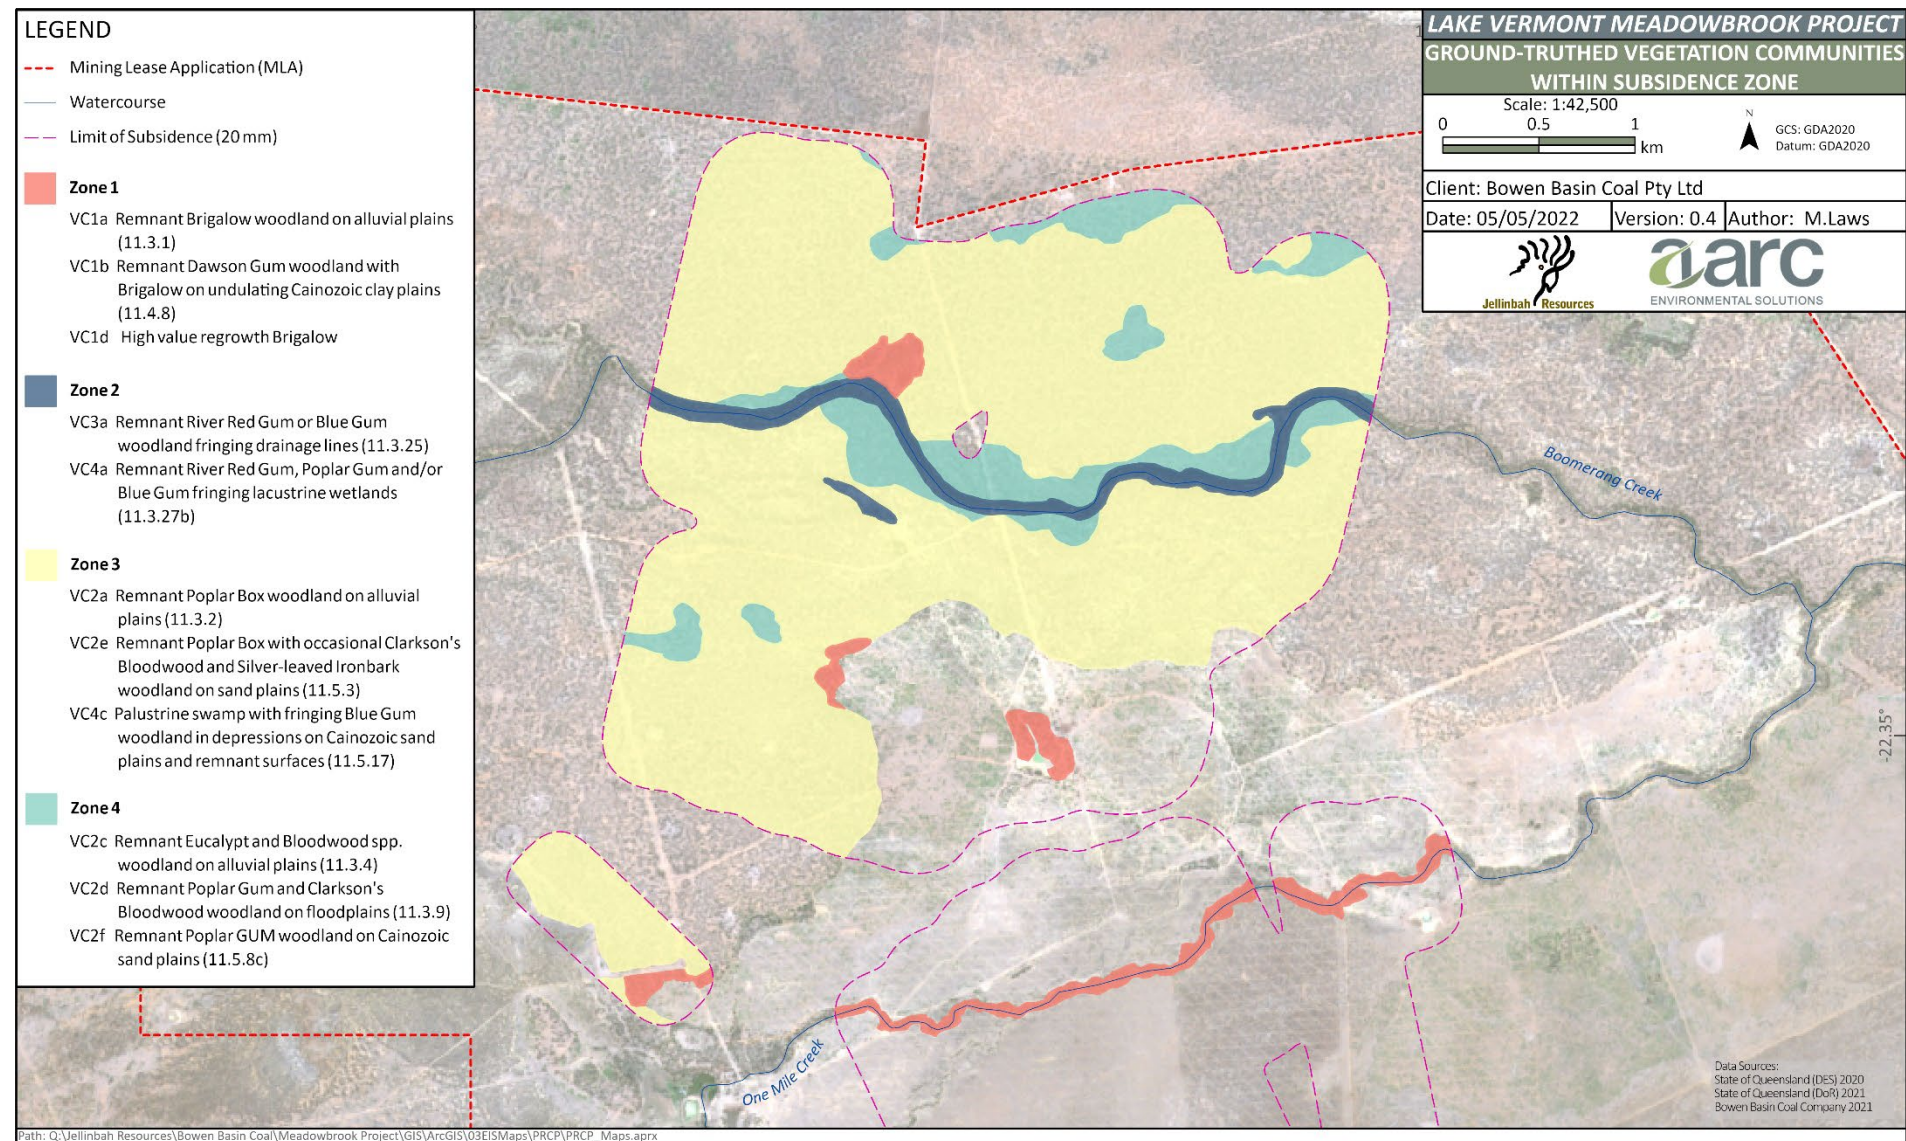 LEGEND
Mining Lease Application (MLA)
Watercourse
Limit of Subsidence (20 mm)
Zone 1
VC1a Remnant Brigalow woodland on alluvial plains
(11.3.1)
VC1b Remnant Dawson Gum woodland with
Brigalow on undulating Cainozoic clay plains
(11.4.8)
VC1d High value regrowth Brigalow
Zone 2
VC3a Remnant River Red Gum or Blue Gum
woodland fringing drainage lines (11.3.25)
VC4a Remnant River Red Gum, Poplar Gum and/or
Blue Gum fringing lacustrine wetlands
(11.3.27b)
Zone 3
VC2a Remnant Poplar Box woodland on alluvial
plains (11.3.2)
VC2e Remnant Poplar Box with occasional Clarkson's
Bloodwood and Silver-leaved Ironbark
woodland on sand plains (11.5.3)
VC4c Palustrine swamp with fringing Blue Gum
woodland in depressions on Cainozoic sand
plains and remnant surfaces (11.5.17)
Zone 4
VC2c Remnant Eucalypt and Bloodwood spp.
woodland on alluvial plains (11.3.4)
VC2d Remnant Poplar Gum and Clarkson's
Bloodwood woodland on floodplains (11.3.9)
VC2f Remnant Poplar GUM woodland on Cainozoic
sand plains (11.5.8c)
LAKE VERMONT MEADOWBROOK PROJECT
GROUND-TRUTHED VEGETATION COMMUNITIES
WITHIN SUBSIDENCE ZONE
Scale: 1:42,500
0 0.5 1
km
N
GCS: GDA2020
Datum: GDA2020
Client: Bowen Basin Coal Pty Ltd
Date: 05/05/2022 Version: 0.4 Author: M.Laws
Jellinbah Resources
aarc
ENVIRONMENTAL SOLUTIONS
Boomerang Creek
-22.35°
One Mile Creek
Data Sources:
State of Queensland (DES) 2020
State of Queensland (DoR) 2021
Bowen Basin Coal Company 2021
Path: Q:\Jellinbah Resources\Bowen Basin Coal\Meadowbrook Project\GIS\ArcGIS\03EISMaps\PRCP\PRCP_Maps.aprx